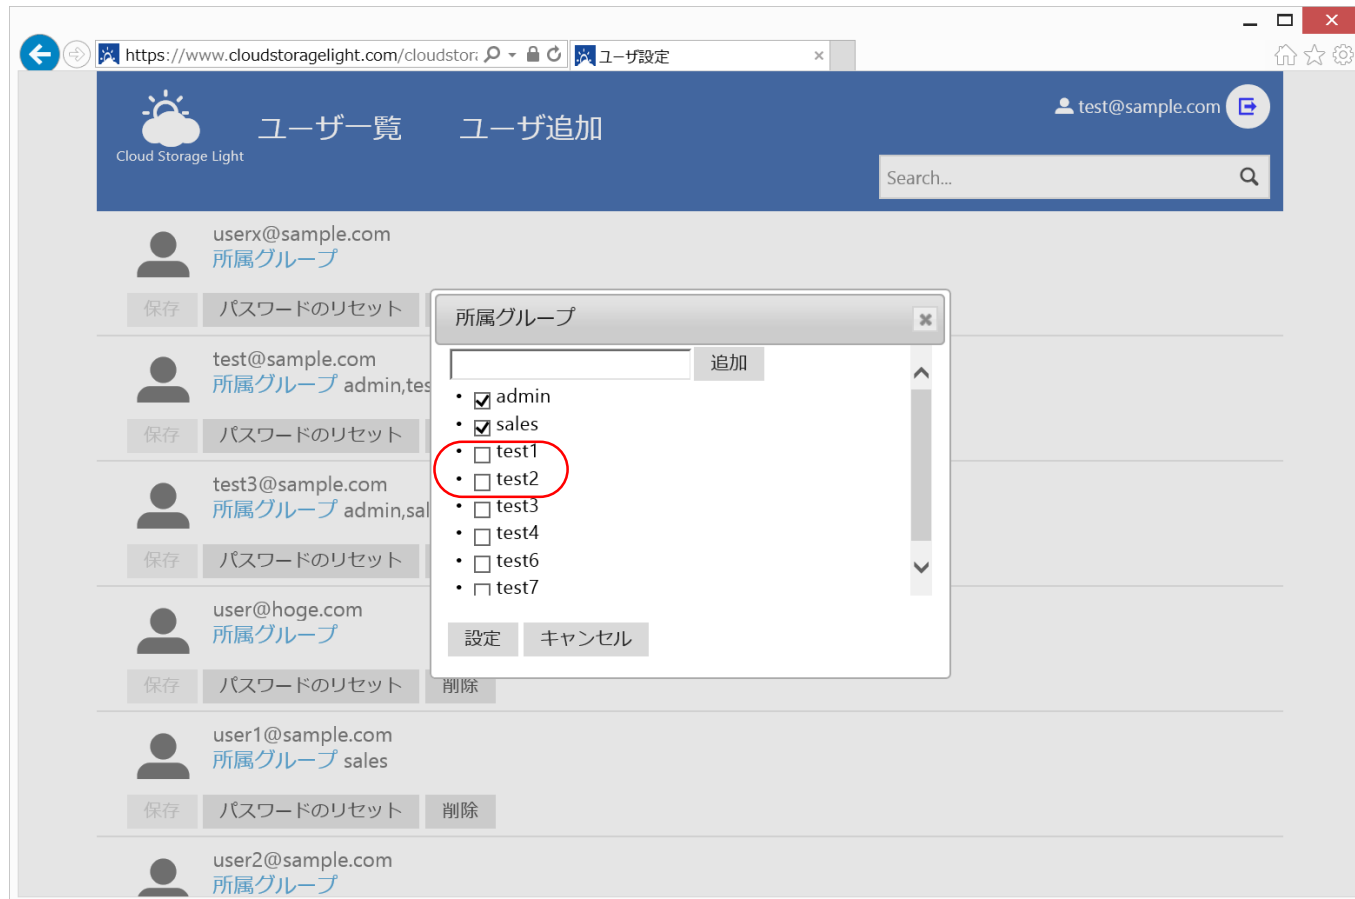 https://www.cloudstoragelight.com/cloudstor
ユーザ設定
Cloud Storage Light
ユーザ一覧
ユーザ追加
test@sample.com
Search...
userx@sample.com
所属グループ
保存
パスワードのリセット
test@sample.com
所属グループ admin,tes
保存
パスワードのリセット
test3@sample.com
所属グループ admin,sal
保存
パスワードのリセット
user@hoge.com
所属グループ
保存
パスワードのリセット
削除
user1@sample.com
所属グループ sales
保存
パスワードのリセット
削除
user2@sample.com
所属グループ
所属グループ
追加
• admin
• sales
• test1
• test2
• test3
• test4
• test6
• test7
設定
キャンセル